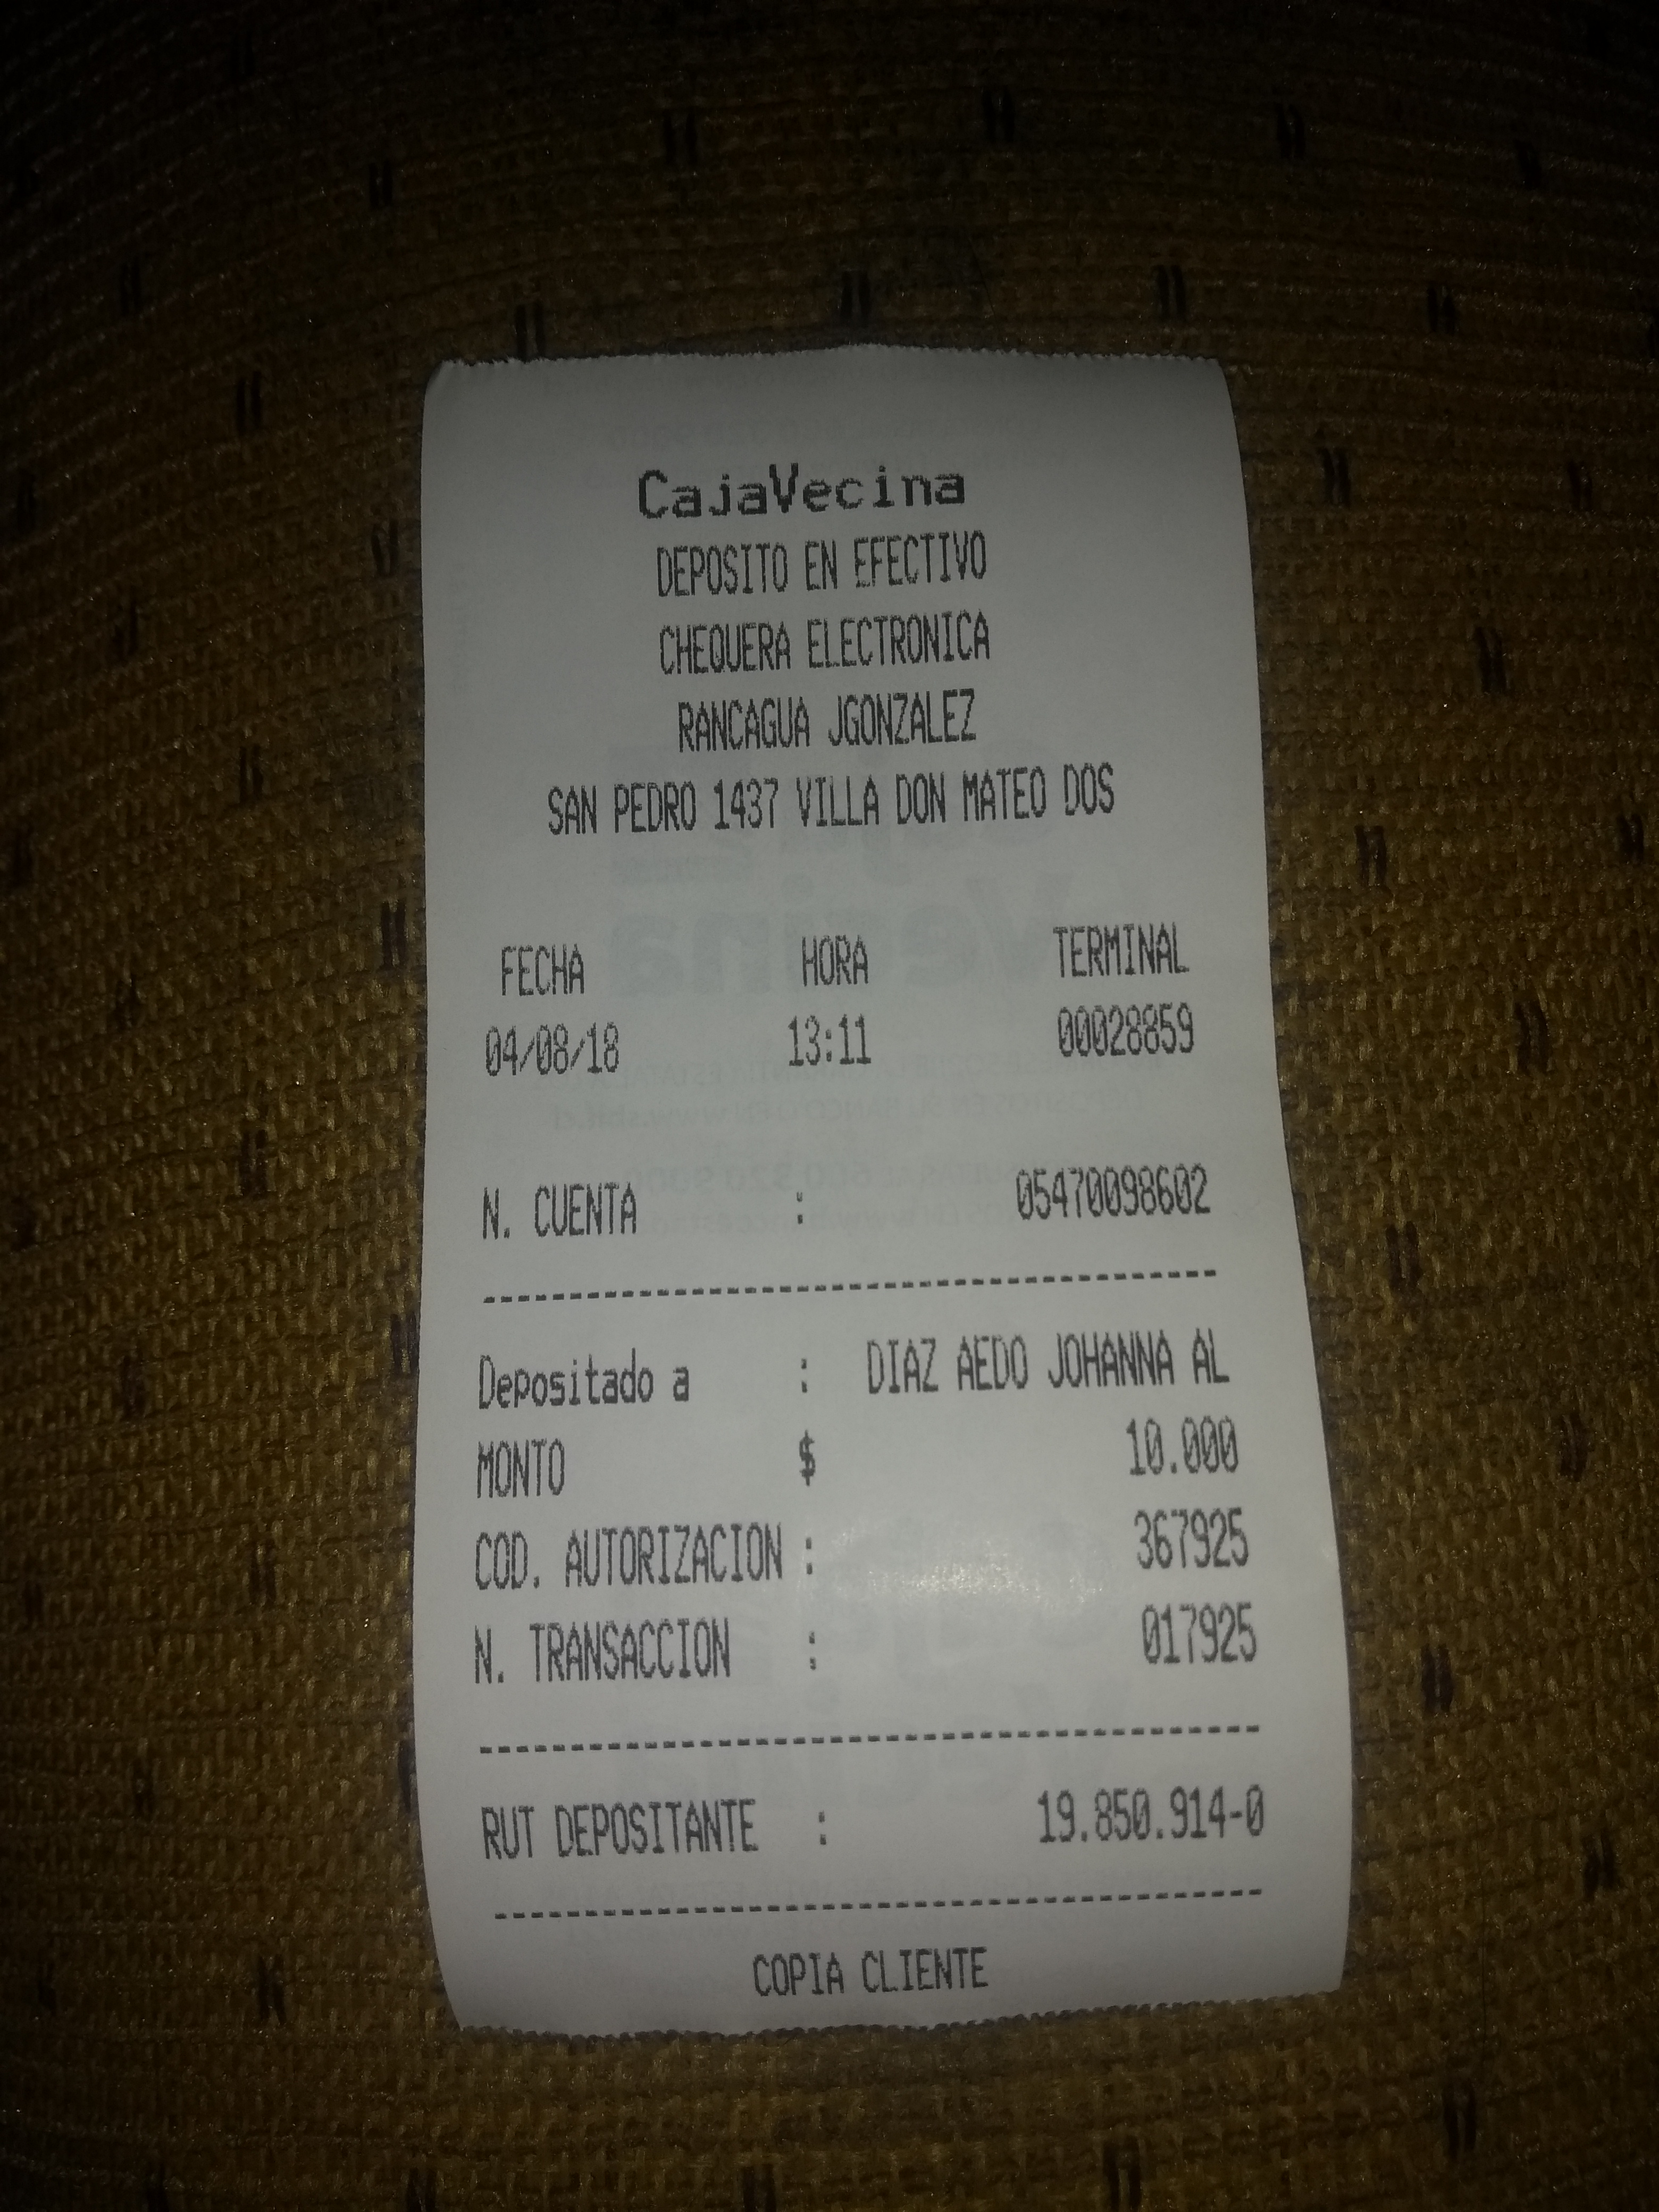 CajaVecina
DEPOSITO EN EFECTIVO
CHEQUERA ELECTRONICA
RANCAGUA JGONZALEZ
SAN PEDRO 1437 VILLA DON MATEO DOS
FECHA HORA TERMINAL
04/08/18 13:11 00028859
N. CUENTA : 05470098602
Depositado a : DIAZ AEDO JOHANNA AL
MONTO $ 10.000
COD. AUTORIZACION : 367925
N. TRANSACCION : 017925
RUT DEPOSITANTE : 19.850.914-0
COPIA CLIENTE